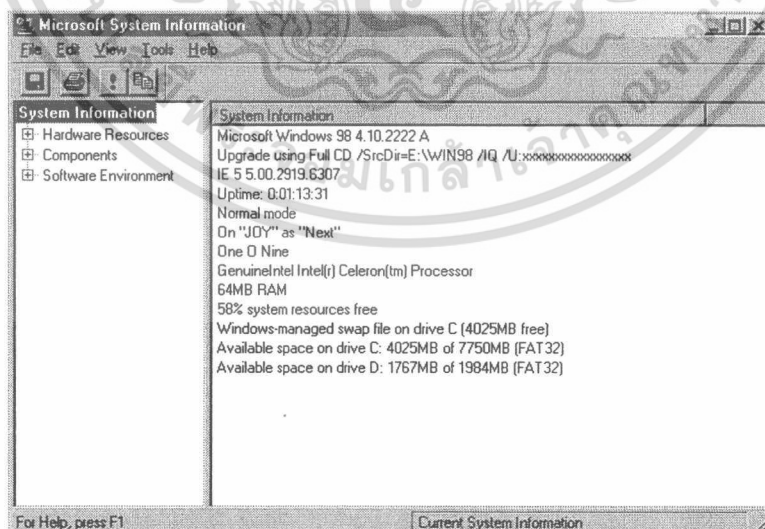 Microsoft System Information
File Edit View Tools Help
System Information
Hardware Resources
Components
Software Environment
System Information
Microsoft Windows 98 4.10.2222 A
Upgrade using Full CD /SrcDir=E:\WIN98 /IQ /U:xxxxxxxxxxxxxxxxx
IE 5 5.00.2919.6307
Uptime: 0:01:13:31
Normal mode
On "JOY" as "Next"
One O Nine
GenuineIntel Intel(r) Celeron(tm) Processor
64MB RAM
58% system resources free
Windows-managed swap file on drive C (4025MB free)
Available space on drive C: 4025MB of 7750MB (FAT32)
Available space on drive D: 1767MB of 1984MB (FAT32)
For Help, press F1
Current System Information